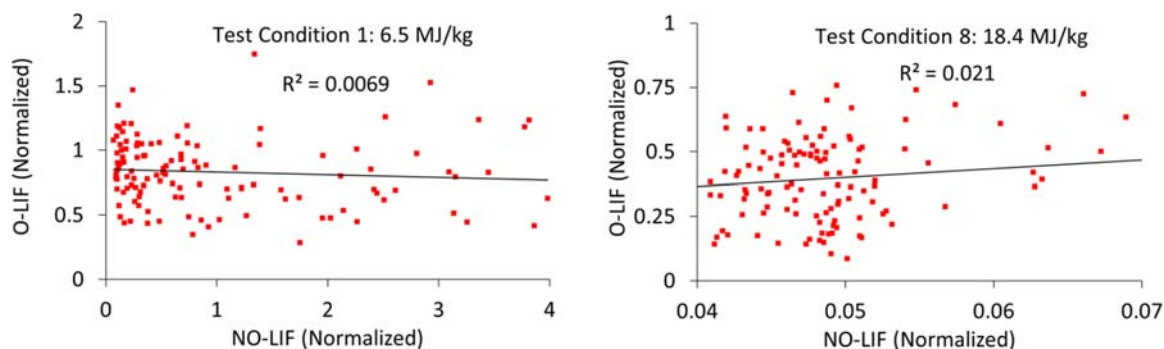 Test Condition 1: 6.5 MJ/kg
R² = 0.0069
O-LIF (Normalized)
2
1.5
1
0.5
0
0 1 2 3 4
NO-LIF (Normalized)
Test Condition 8: 18.4 MJ/kg
R² = 0.021
O-LIF (Normalized)
1
0.75
0.5
0.25
0
0.04 0.05 0.06 0.07
NO-LIF (Normalized)